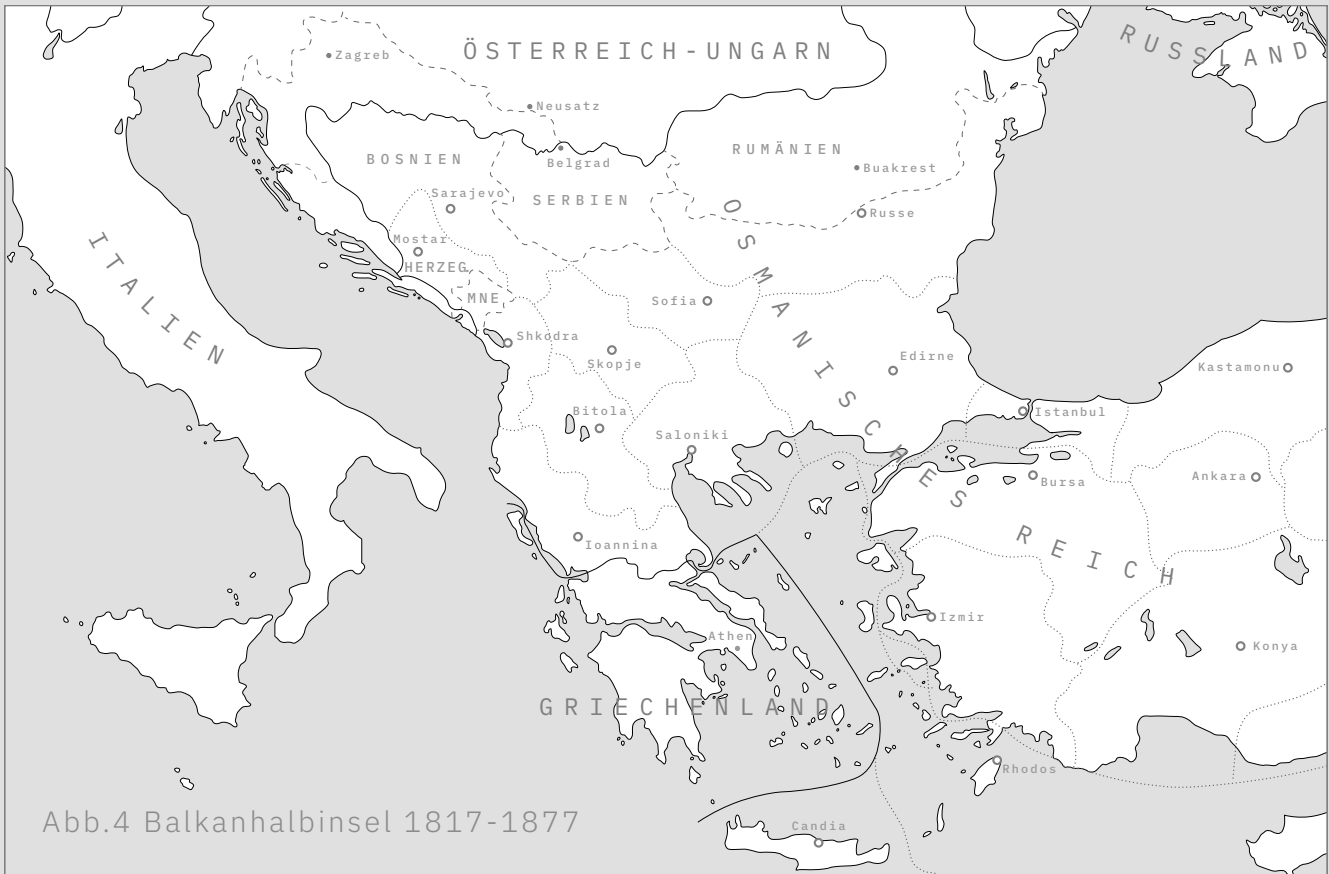 RUSSLAND
ÖSTERREICH-UNGARN
Zagreb
Neusatz
Belgrad
BOSNIEN
RUMÄNIEN
Buakrest
Sarajevo
SERBIEN
Russe
Mostar
HERZEG
MNE
ITALIEN
Sofia
OSMANISCHES REICH
Shkodra
Skopje
Edirne
Kastamonu
Bitola
Istanbul
Saloniki
Ankara
Bursa
Ioannina
Izmir
Athen
Konya
GRIECHENLAND
Rhodos
Candia
Abb.4 Balkanhalbinsel 1817-1877